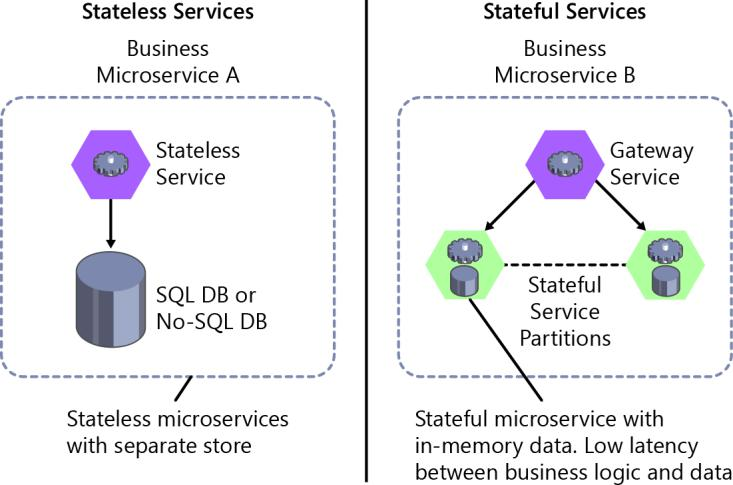 Stateless Services
Business
Microservice A
Stateless
Service
SQL DB or
No-SQL DB
Stateless microservices
with separate store
Stateful Services
Business
Microservice B
Gateway
Service
Stateful
Service
Partitions
Stateful microservice with
in-memory data. Low latency
between business logic and data